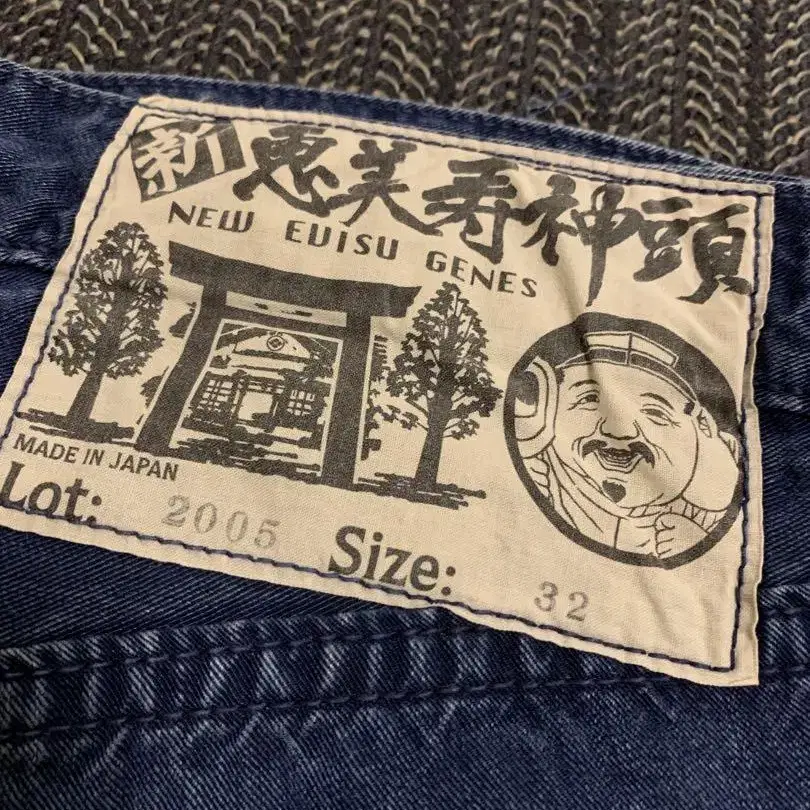 新恵美寿神頭
NEW EVISU GENES
MADE IN JAPAN
Lot: 2005
Size: 32